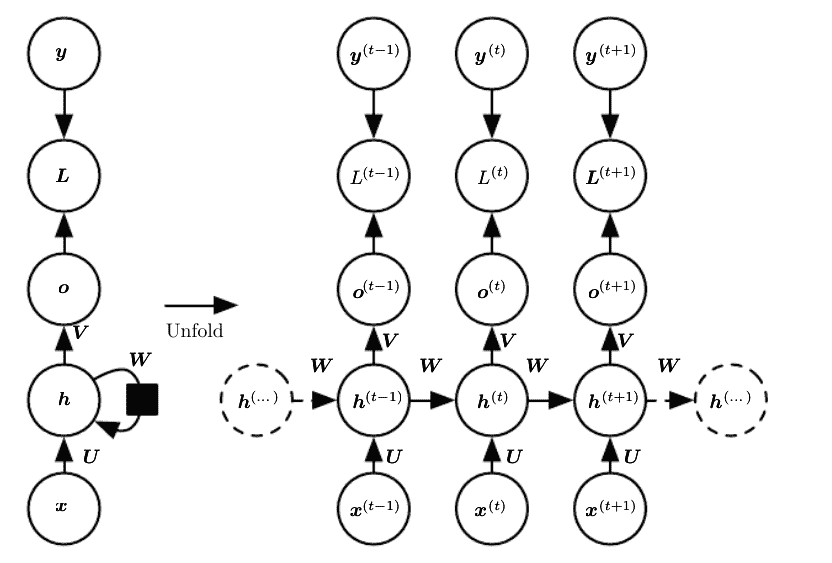 y y^(t−1) y^(t) y^(t+1)
L L^(t−1) L^(t) L^(t+1)
o o^(t−1) o^(t) o^(t+1)
Unfold
V V V V
W W W W W
h h^(...) h^(t−1) h^(t) h^(t+1) h^(...)
U U U U
x x^(t−1) x^(t) x^(t+1)